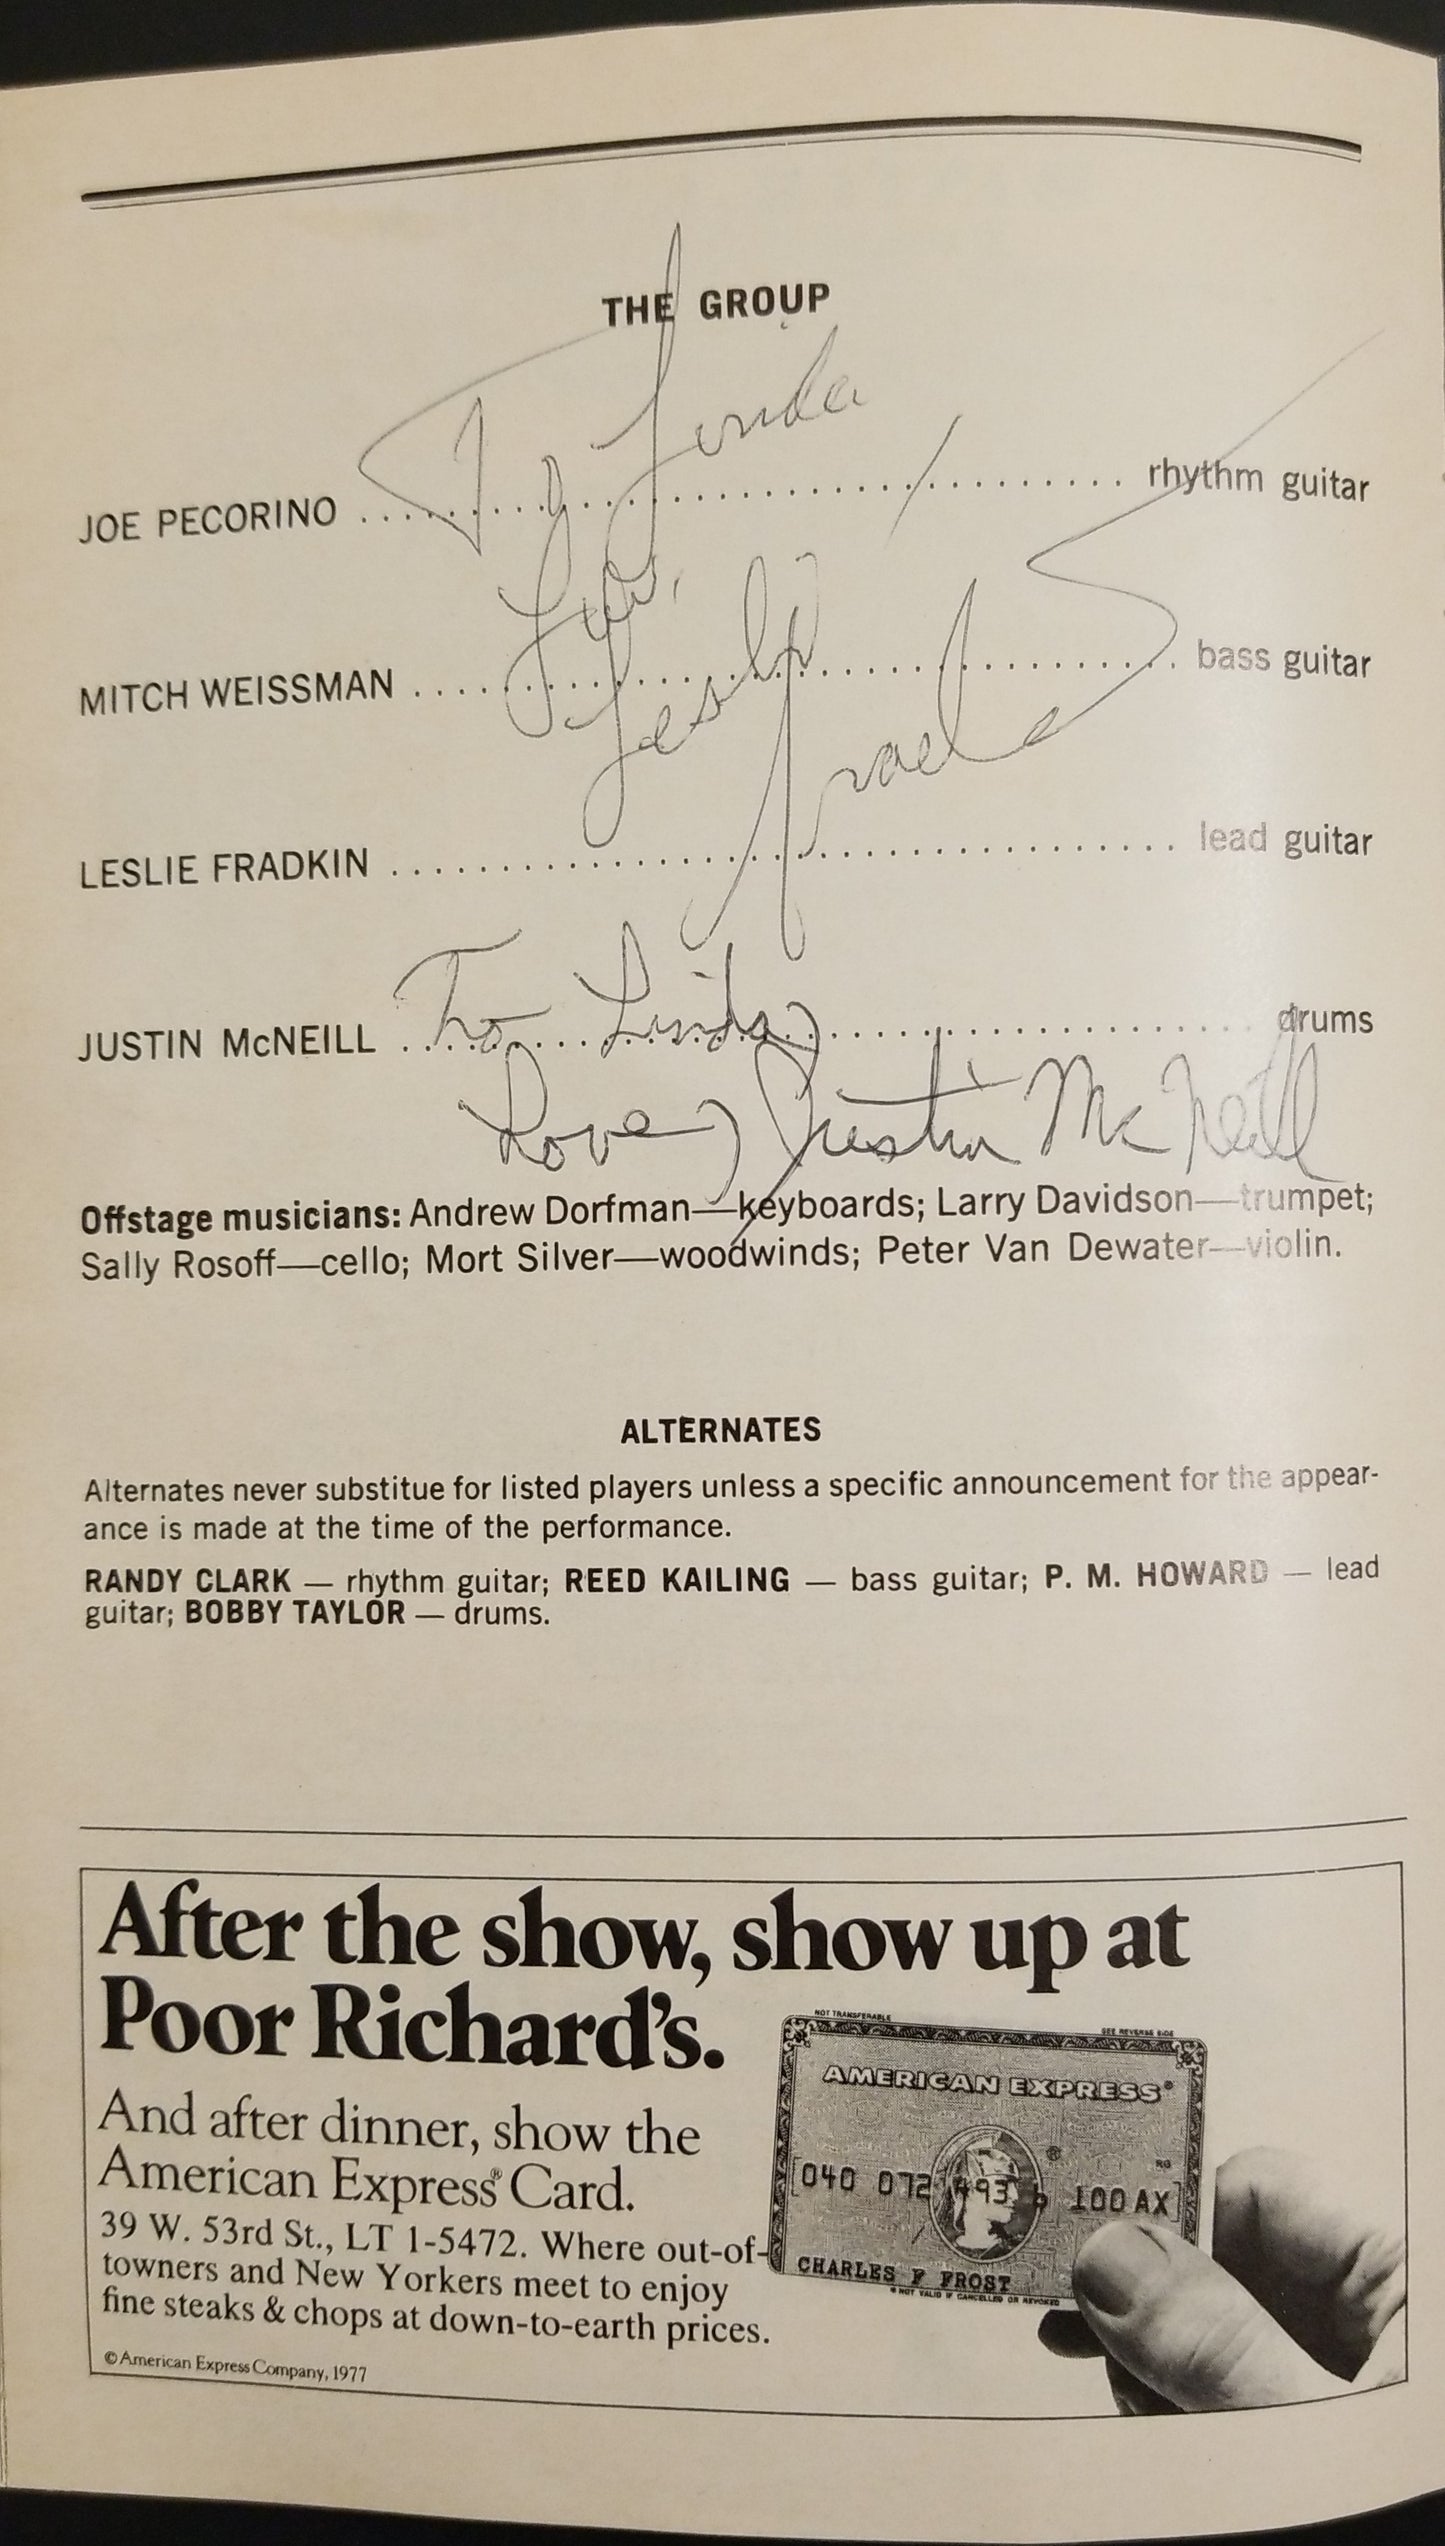 THE GROUP
To Linda
JOE PECORINO ........................ rhythm guitar
Love,
MITCH WEISSMAN ........................ bass guitar
Leslie
Fradkin
LESLIE FRADKIN ........................ lead guitar
To Linda,
JUSTIN McNEILL ........................ drums
Love, Justin McNeill
Offstage musicians: Andrew Dorfman—keyboards; Larry Davidson—trumpet;
Sally Rosoff—cello; Mort Silver—woodwinds; Peter Van Dewater—violin.
ALTERNATES
Alternates never substitue for listed players unless a specific announcement for the appear-
ance is made at the time of the performance.
RANDY CLARK — rhythm guitar; REED KAILING — bass guitar; P. M. HOWARD — lead
guitar; BOBBY TAYLOR — drums.
After the show, show up at
Poor Richard's.
And after dinner, show the
American Express® Card.
39 W. 53rd St., LT 1-5472. Where out-of-
towners and New Yorkers meet to enjoy
fine steaks & chops at down-to-earth prices.
© American Express Company, 1977
NOT TRANSFERABLE SEE REVERSE SIDE
AMERICAN EXPRESS®
®
RG
040 072 493 6 100 AX
CHARLES F FROST
NOT VALID IF CANCELLED OR REVOKED